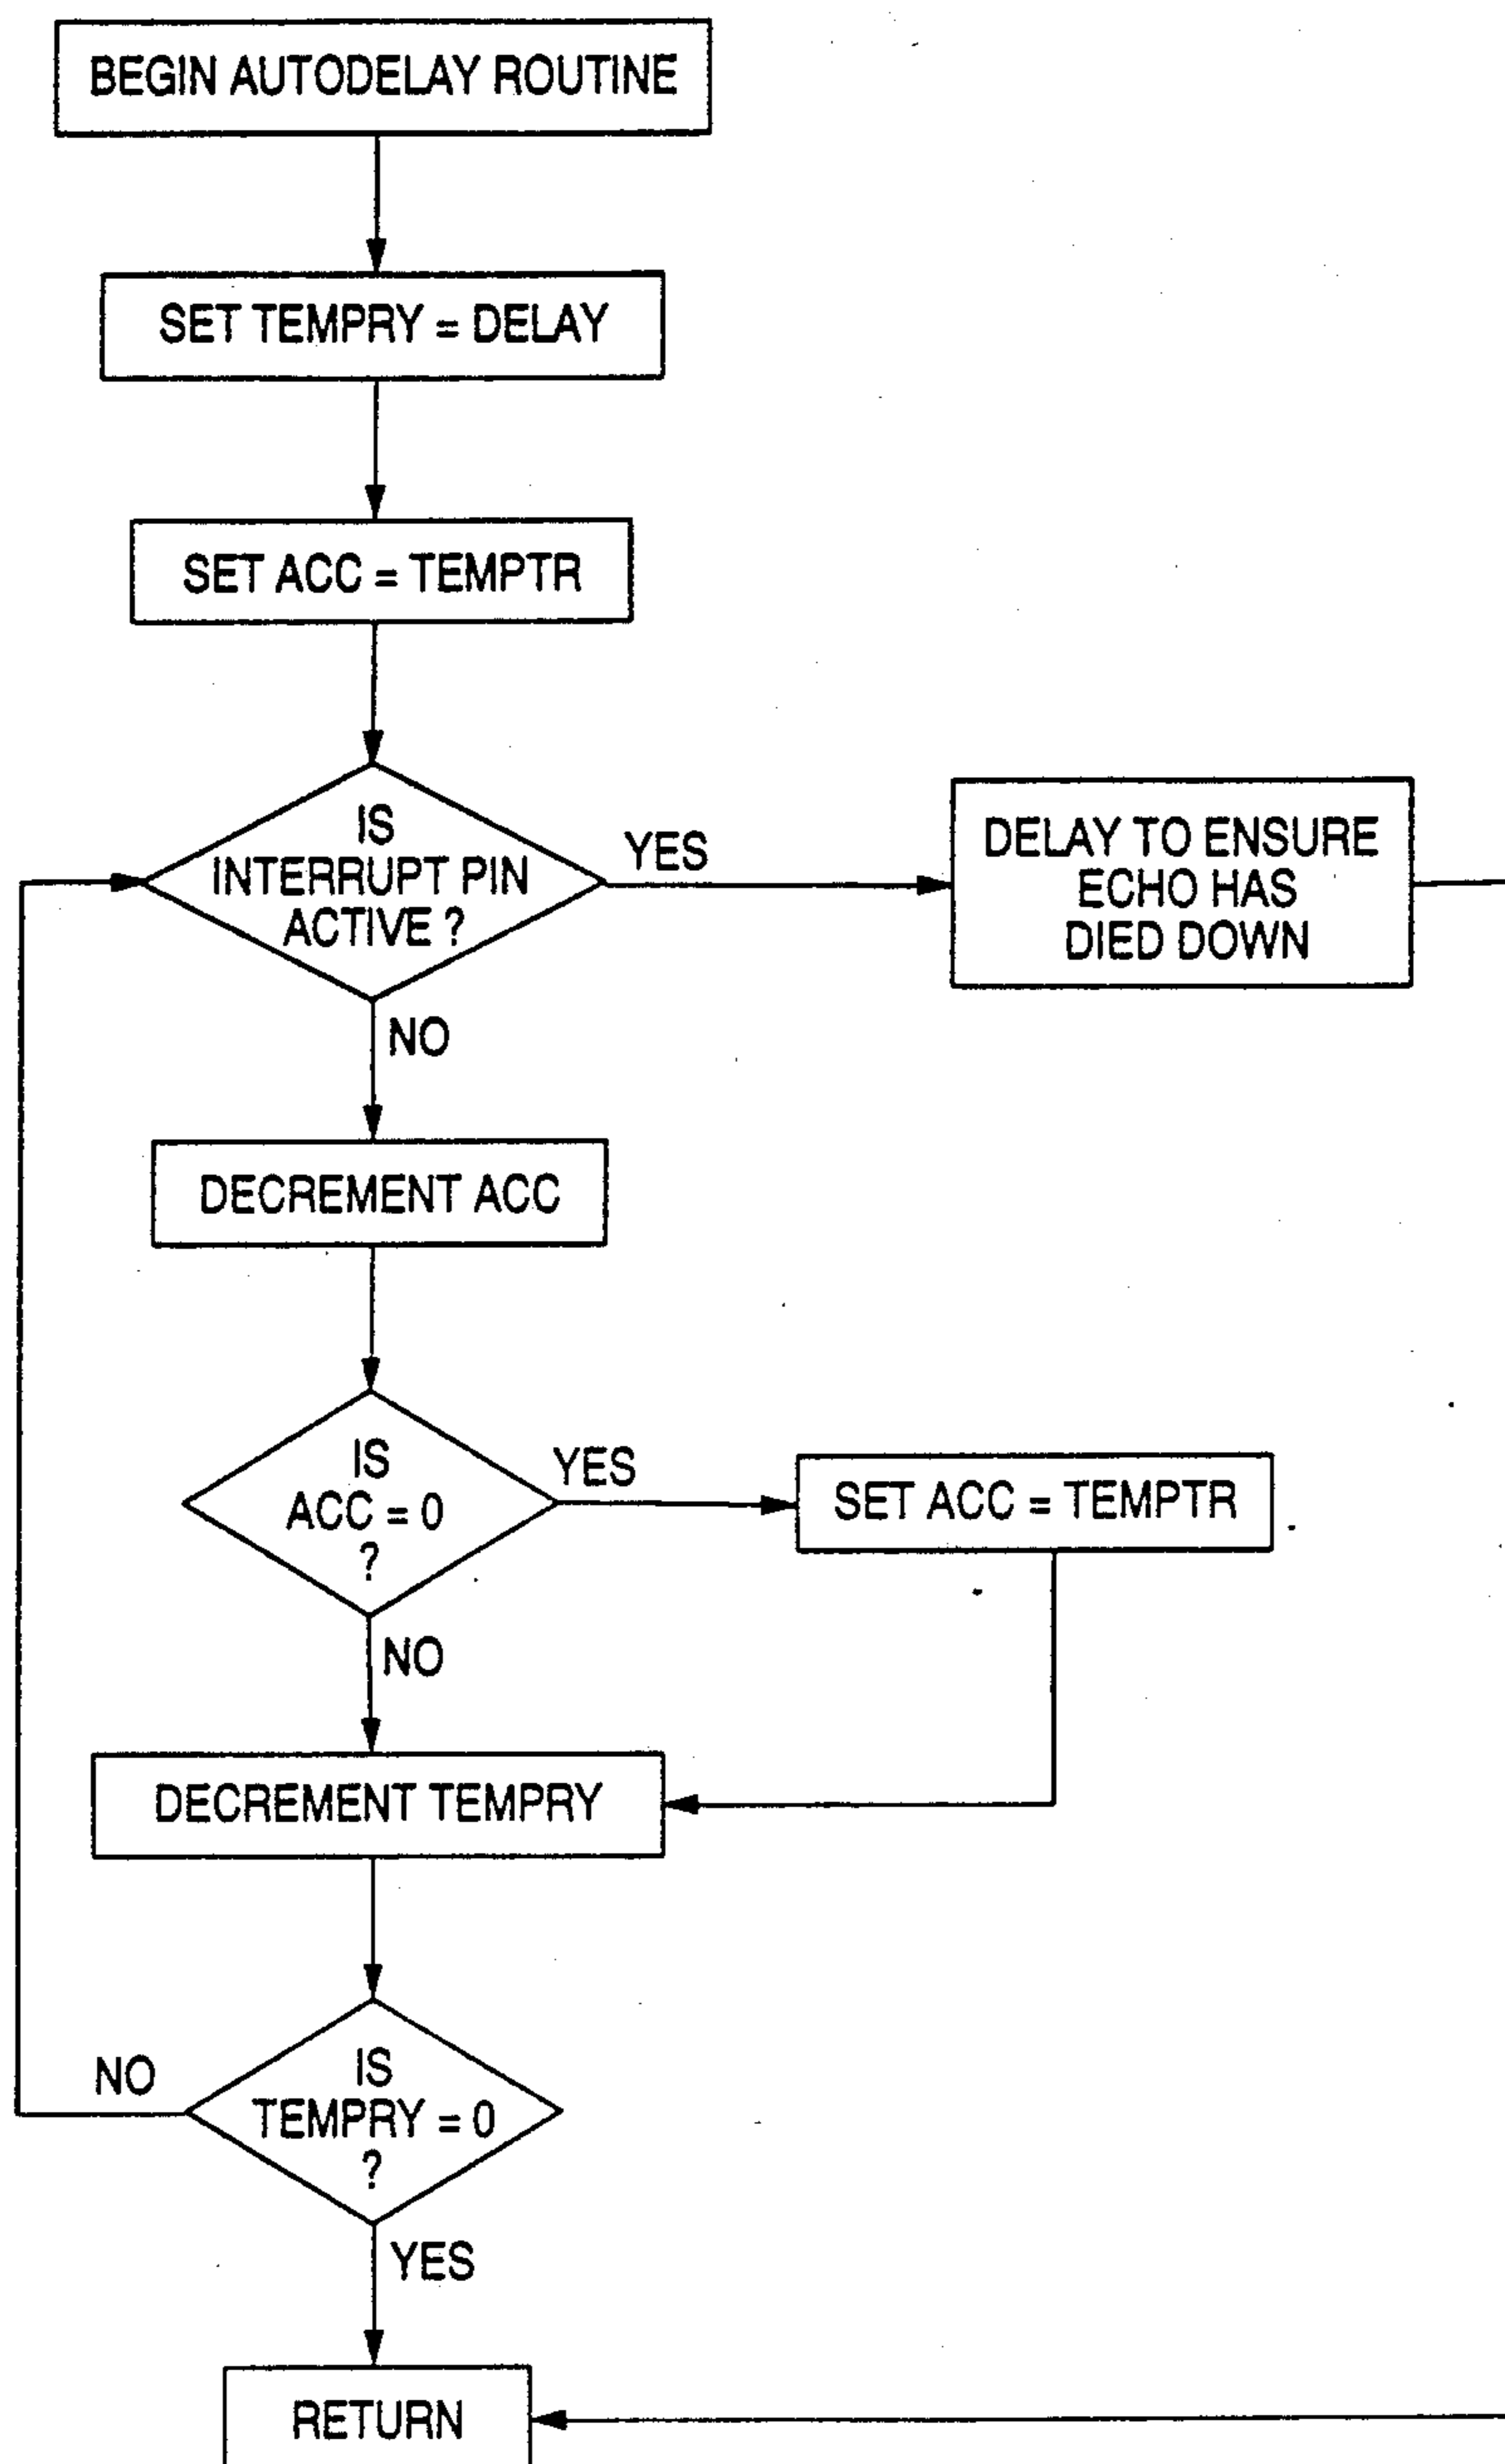 BEGIN AUTODELAY ROUTINE
SET TEMPRY = DELAY
SET ACC = TEMPTR
IS
INTERRUPT PIN
ACTIVE ?
YES
DELAY TO ENSURE
ECHO HAS
DIED DOWN
NO
DECREMENT ACC
IS
ACC = 0
?
YES
SET ACC = TEMPTR
NO
DECREMENT TEMPRY
IS
TEMPRY = 0
?
NO
YES
RETURN